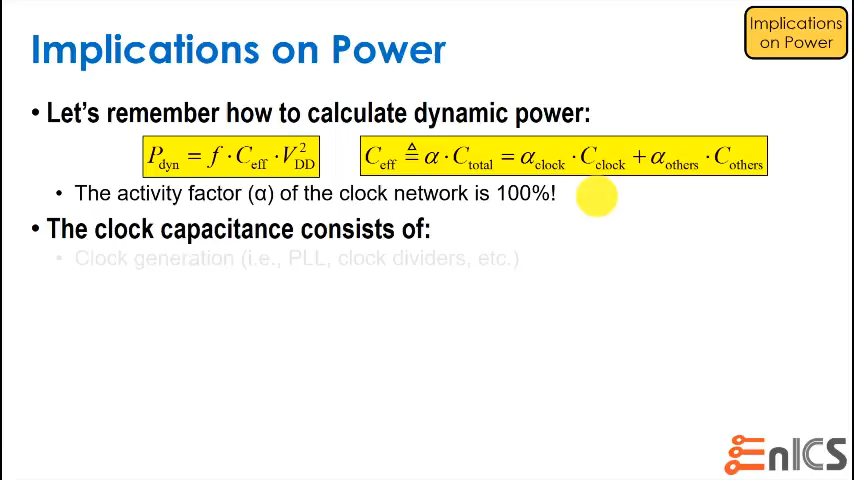 Implications on Power
Implications
on Power
• Let's remember how to calculate dynamic power:
P_dyn = f · C_eff · V_DD^2
C_eff ≜ α · C_total = α_clock · C_clock + α_others · C_others
• The activity factor (α) of the clock network is 100%!
• The clock capacitance consists of:
• Clock generation (i.e., PLL, clock dividers, etc.)
EnICS